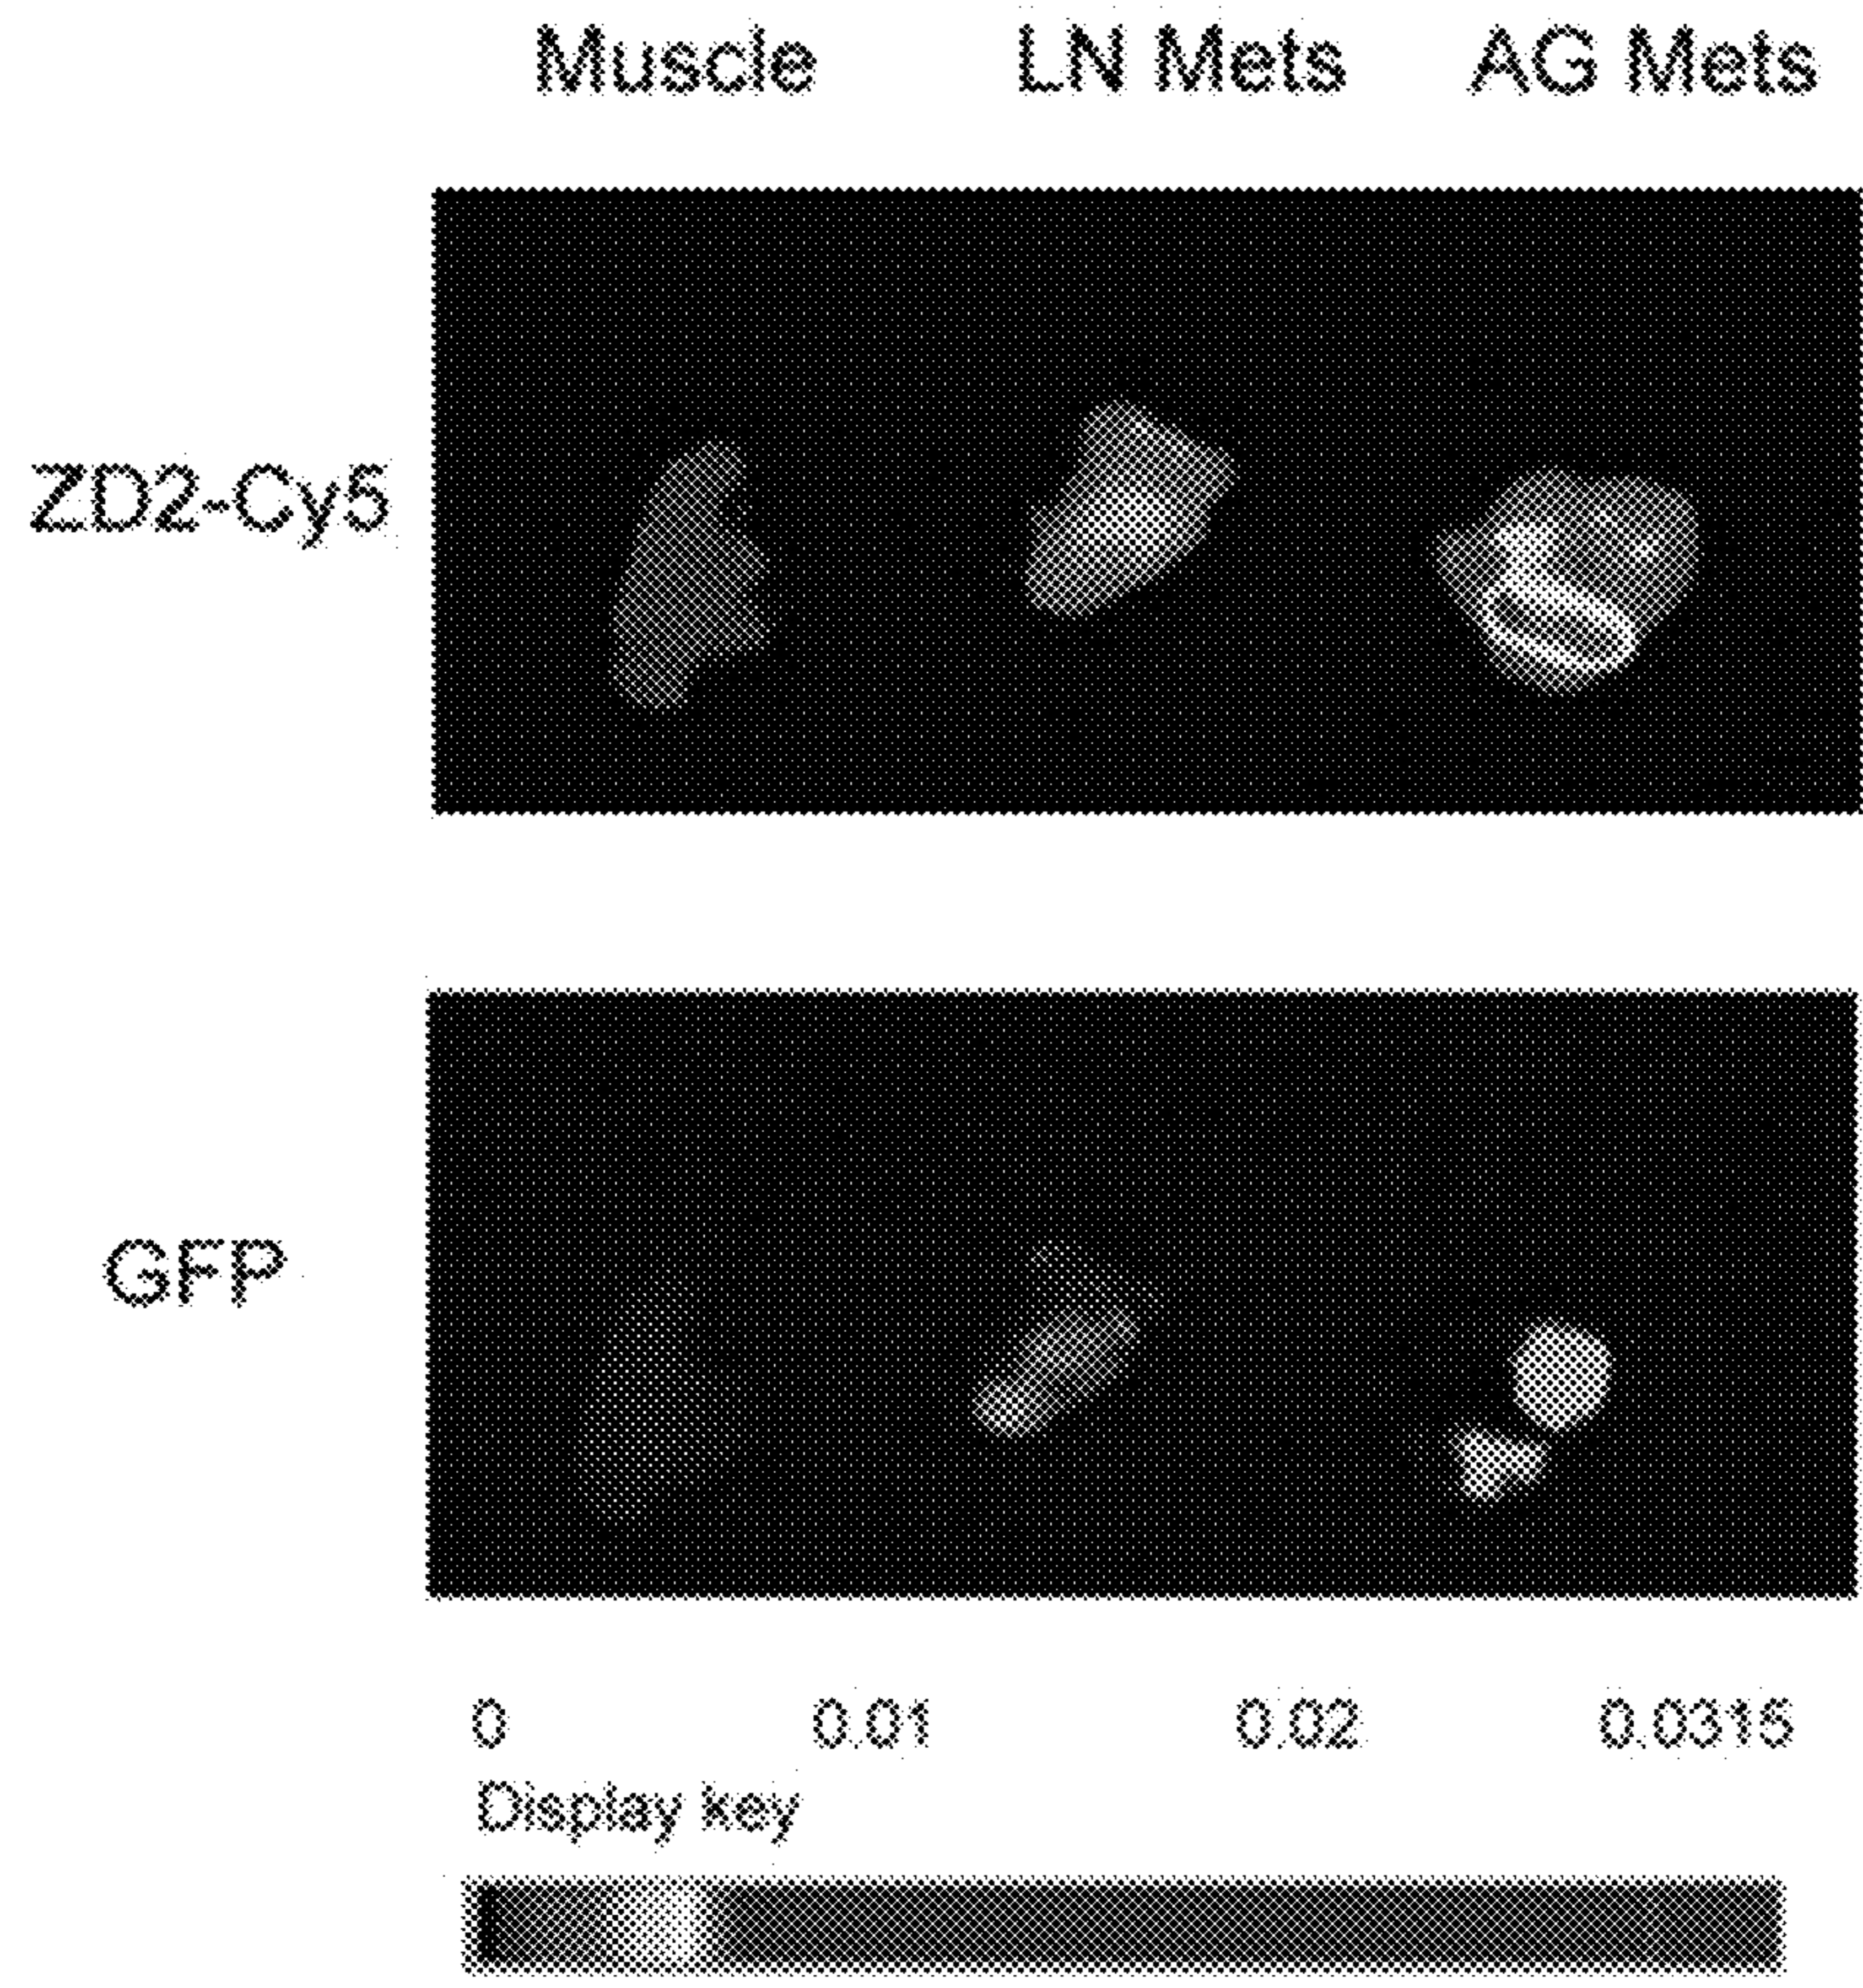 Muscle LN Mets AG Mets
ZD2-Cy5
GFP
0 0.01 0.02 0.0315
Display key